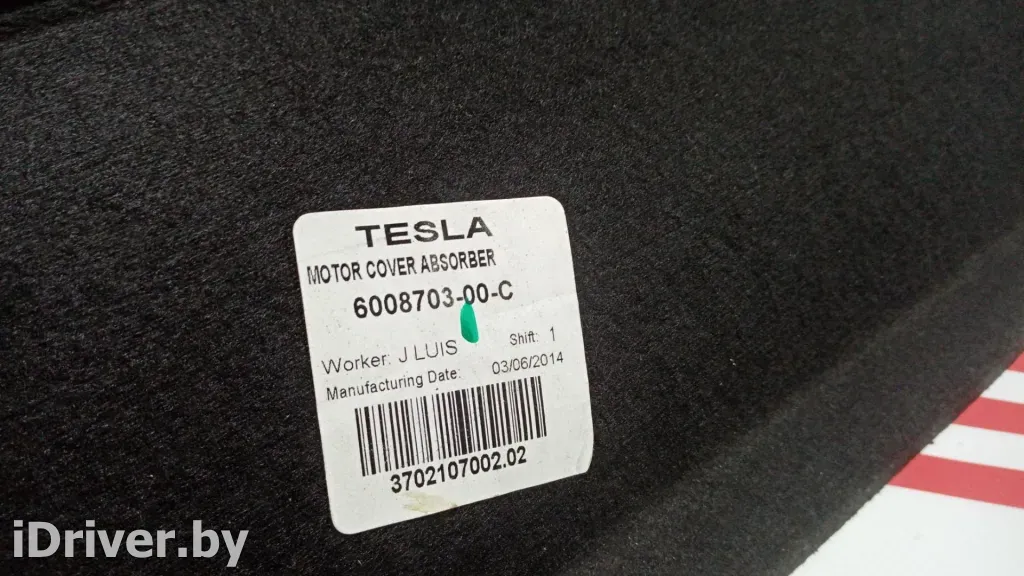 TESLA
MOTOR COVER ABSORBER
6008703-00-C
Worker: J LUIS Shift: 1
Manufacturing Date: 03/06/2014
3702107002.02
iDriver.by